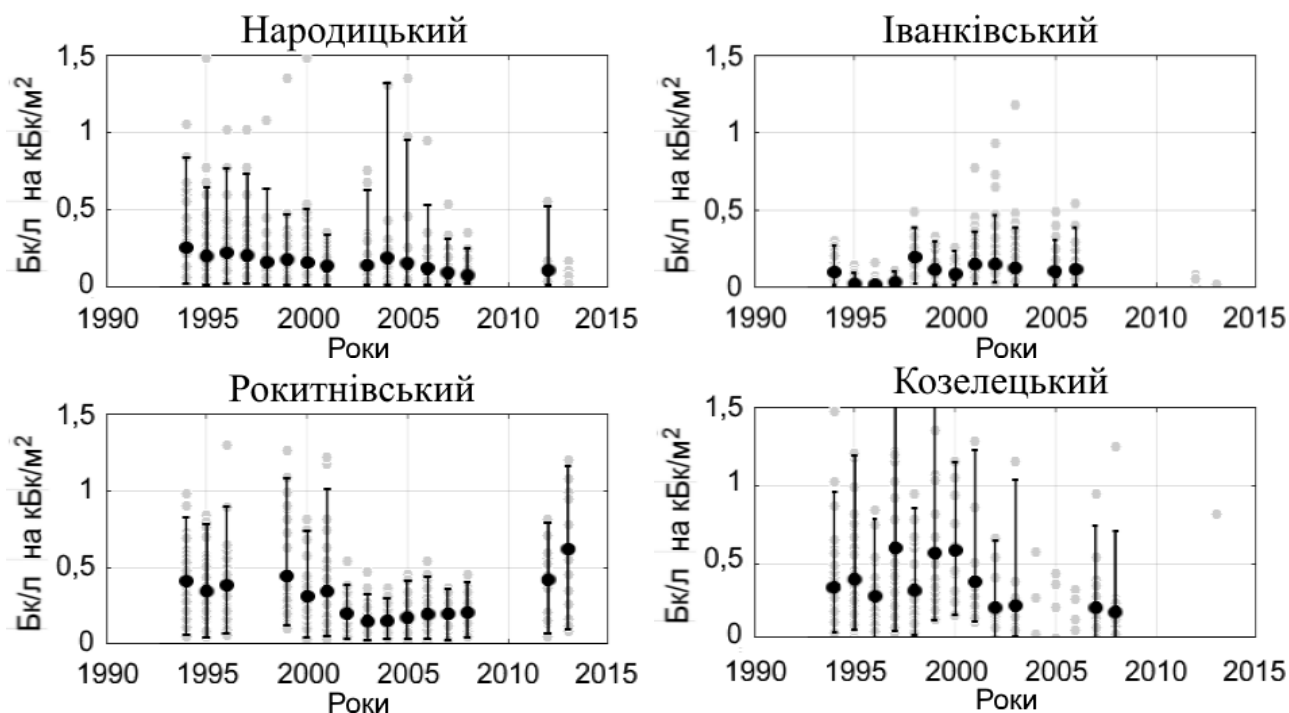 Народицький
Бк/л на кБк/м²
1,5
1
0,5
0
1990 1995 2000 2005 2010 2015
Роки
Іванківський
Бк/л на кБк/м²
1,5
1
0,5
0
1990 1995 2000 2005 2010 2015
Роки
Рокитнівський
Бк/л на кБк/м²
1,5
1
0,5
0
1990 1995 2000 2005 2010 2015
Роки
Козелецький
Бк/л на кБк/м²
1,5
1
0,5
0
1990 1995 2000 2005 2010 2015
Роки